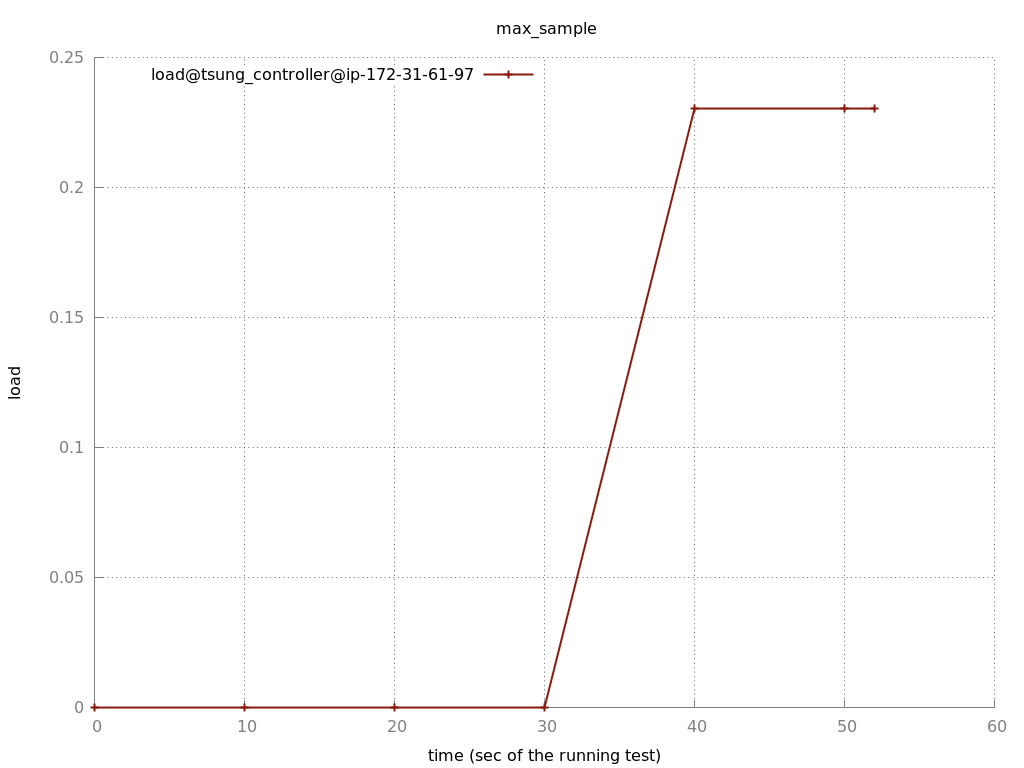 max_sample
load@tsung_controller@ip-172-31-61-97
0.25
0.2
0.15
0.1
0.05
0
load
0 10 20 30 40 50 60
time (sec of the running test)